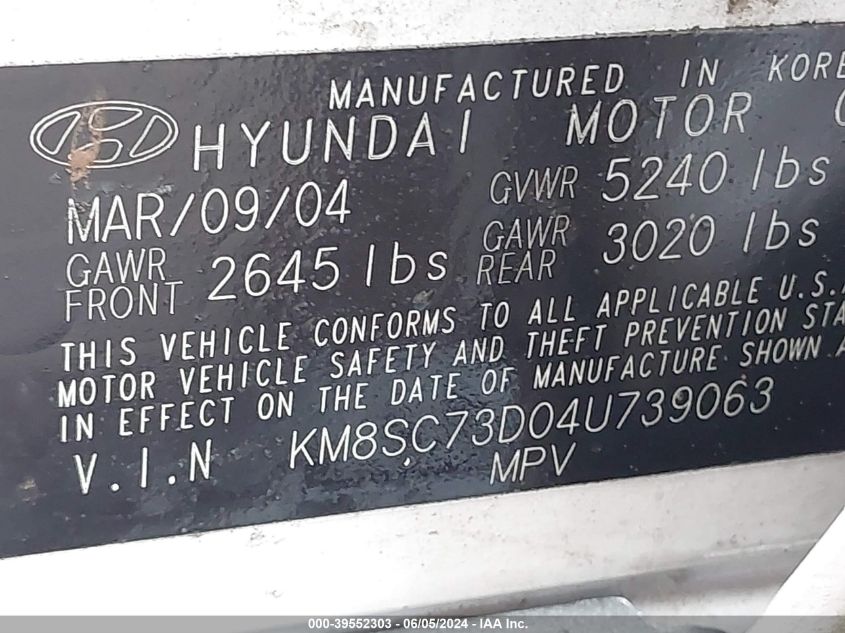 MANUFACTURED IN KORE
HYUNDAI MOTOR
MAR/09/04 GVWR 5240 lbs
GAWR FRONT 2645 lbs GAWR REAR 3020 lbs
THIS VEHICLE CONFORMS TO ALL APPLICABLE U.S.A
MOTOR VEHICLE SAFETY AND THEFT PREVENTION STA
IN EFFECT ON THE DATE OF MANUFACTURE SHOWN A
V.I.N KM8SC73D04U739063
MPV
000-39552303 - 06/05/2024 - IAA Inc.